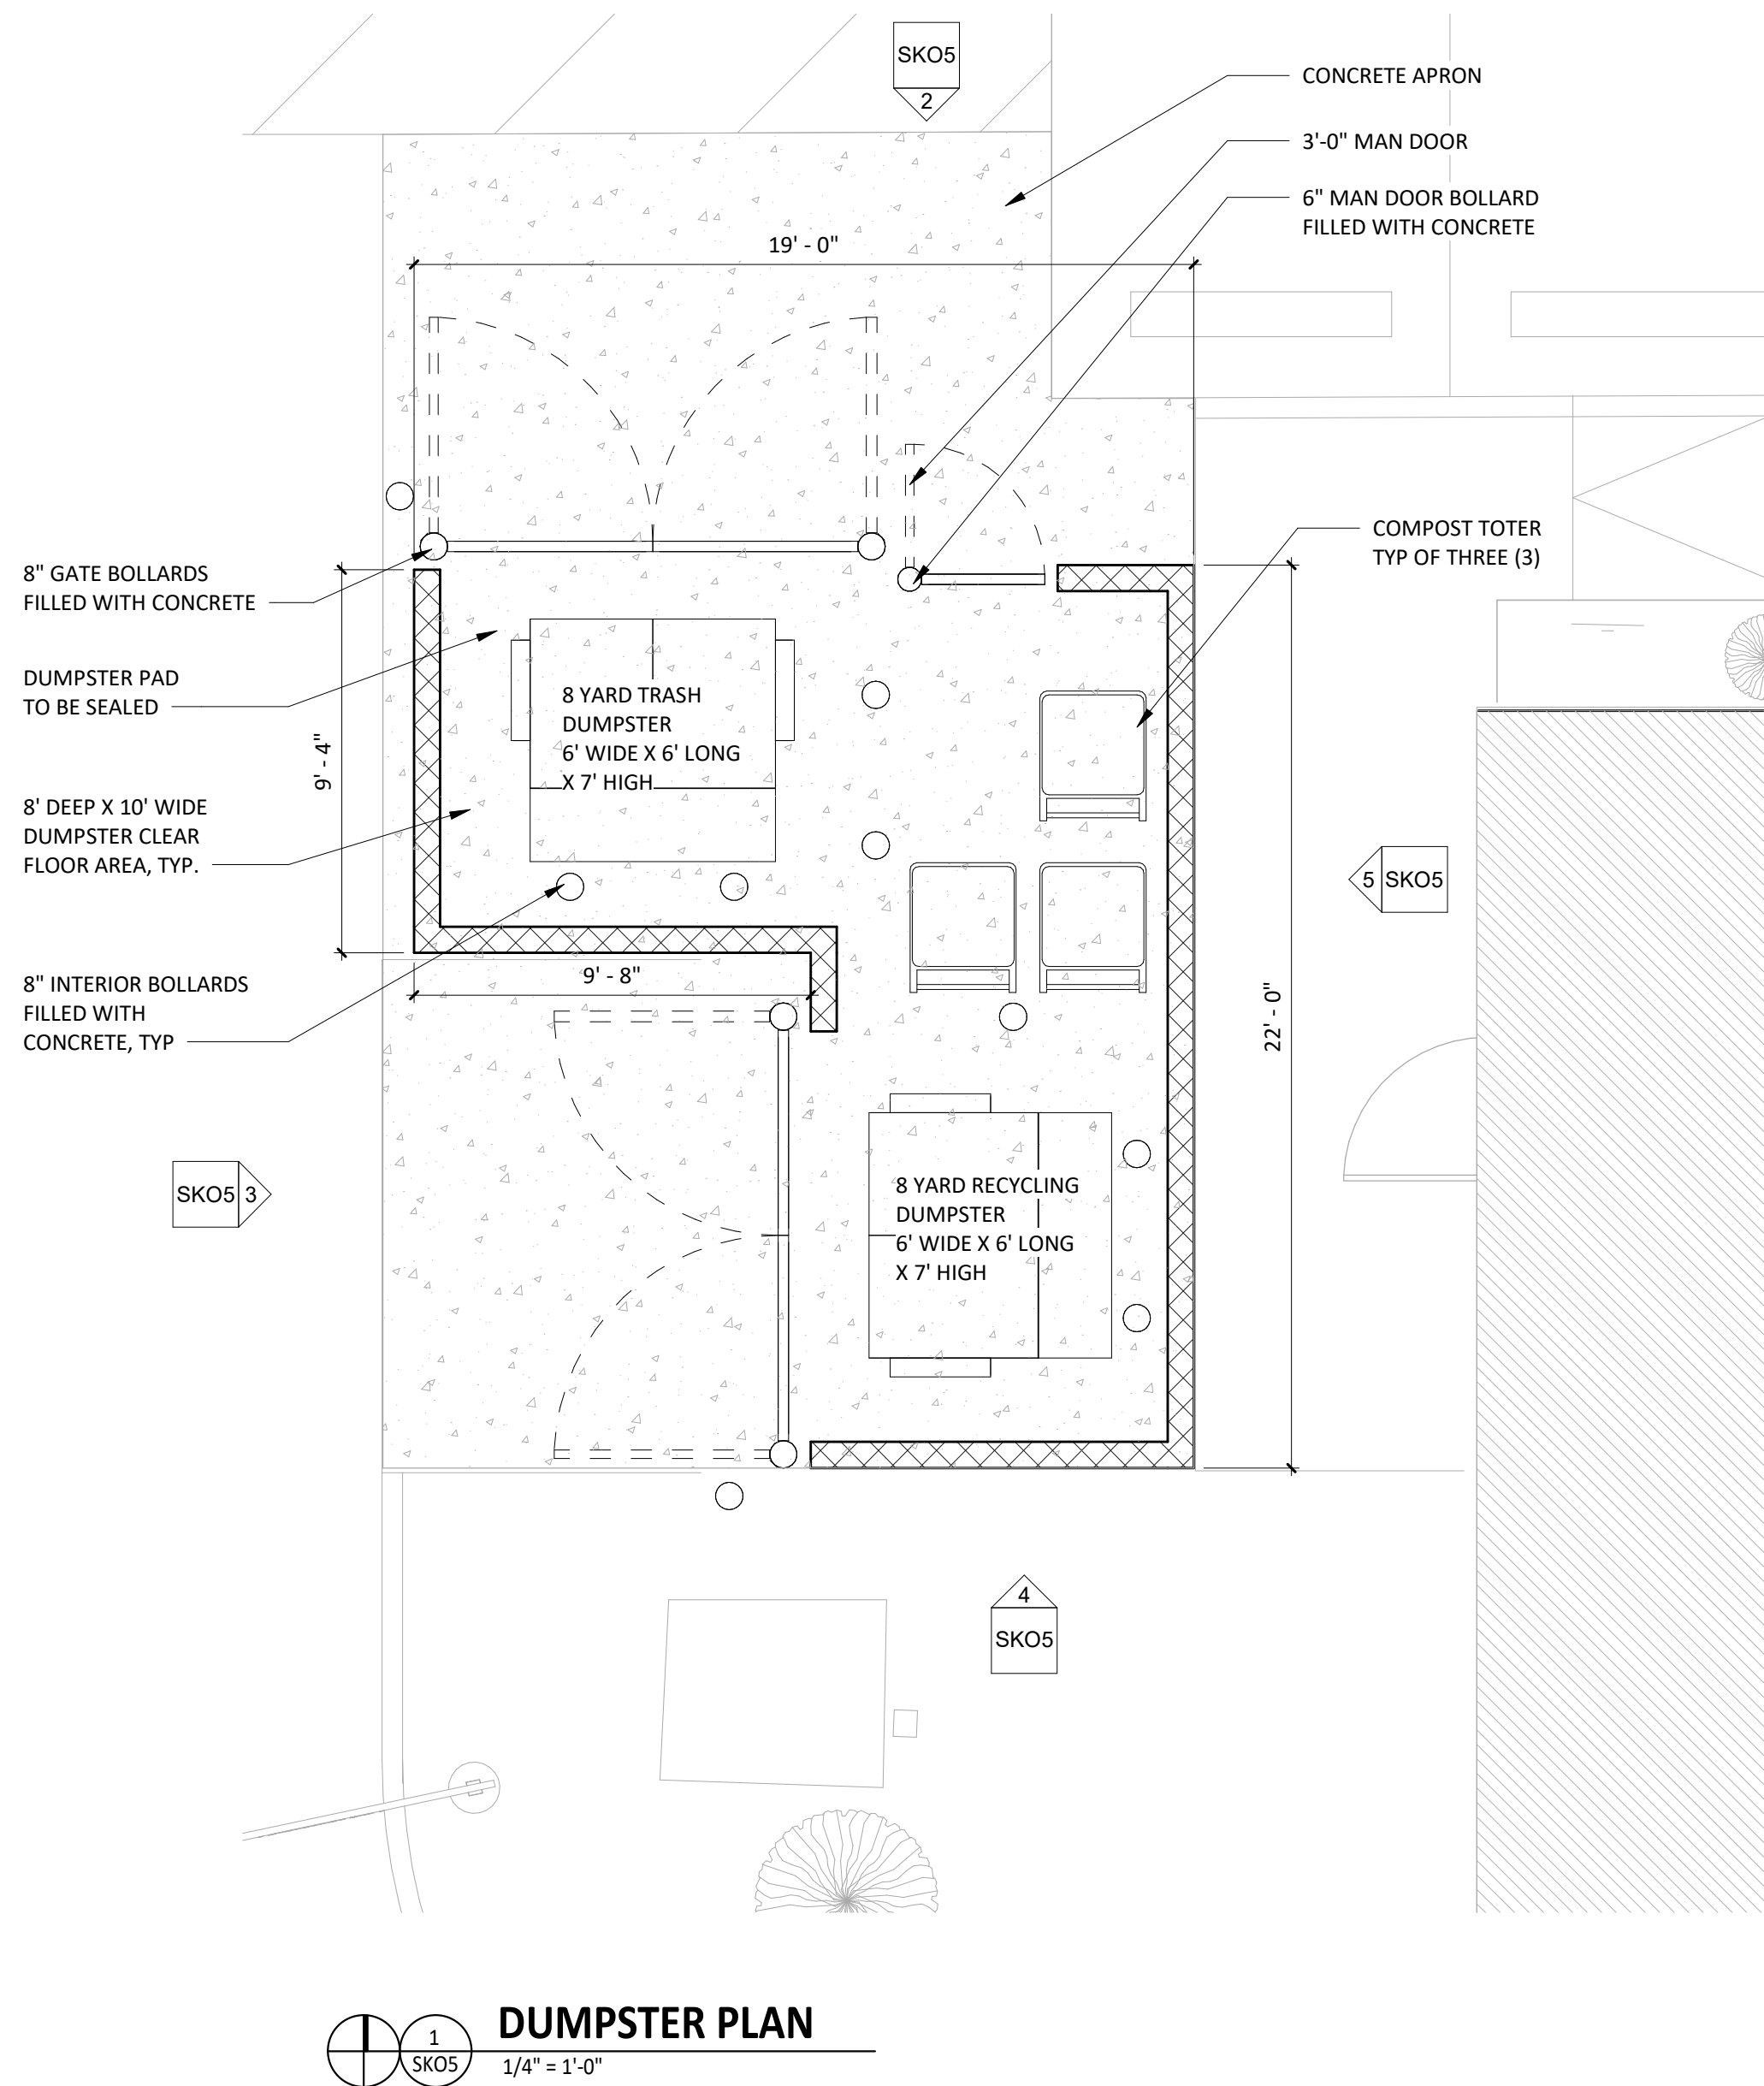 SKO5
2
CONCRETE APRON
3'-0" MAN DOOR
6" MAN DOOR BOLLARD
FILLED WITH CONCRETE
19' - 0"
COMPOST TOTER
TYP OF THREE (3)
8" GATE BOLLARDS
FILLED WITH CONCRETE
DUMPSTER PAD
TO BE SEALED
9' - 4"
8' DEEP X 10' WIDE
DUMPSTER CLEAR
FLOOR AREA, TYP.
8" INTERIOR BOLLARDS
FILLED WITH
CONCRETE, TYP
8 YARD TRASH
DUMPSTER
6' WIDE X 6' LONG
X 7' HIGH
5 SKO5
9' - 8"
22' - 0"
SKO5 3
8 YARD RECYCLING
DUMPSTER
6' WIDE X 6' LONG
X 7' HIGH
4
SKO5
1
SKO5
DUMPSTER PLAN
1/4" = 1'-0"